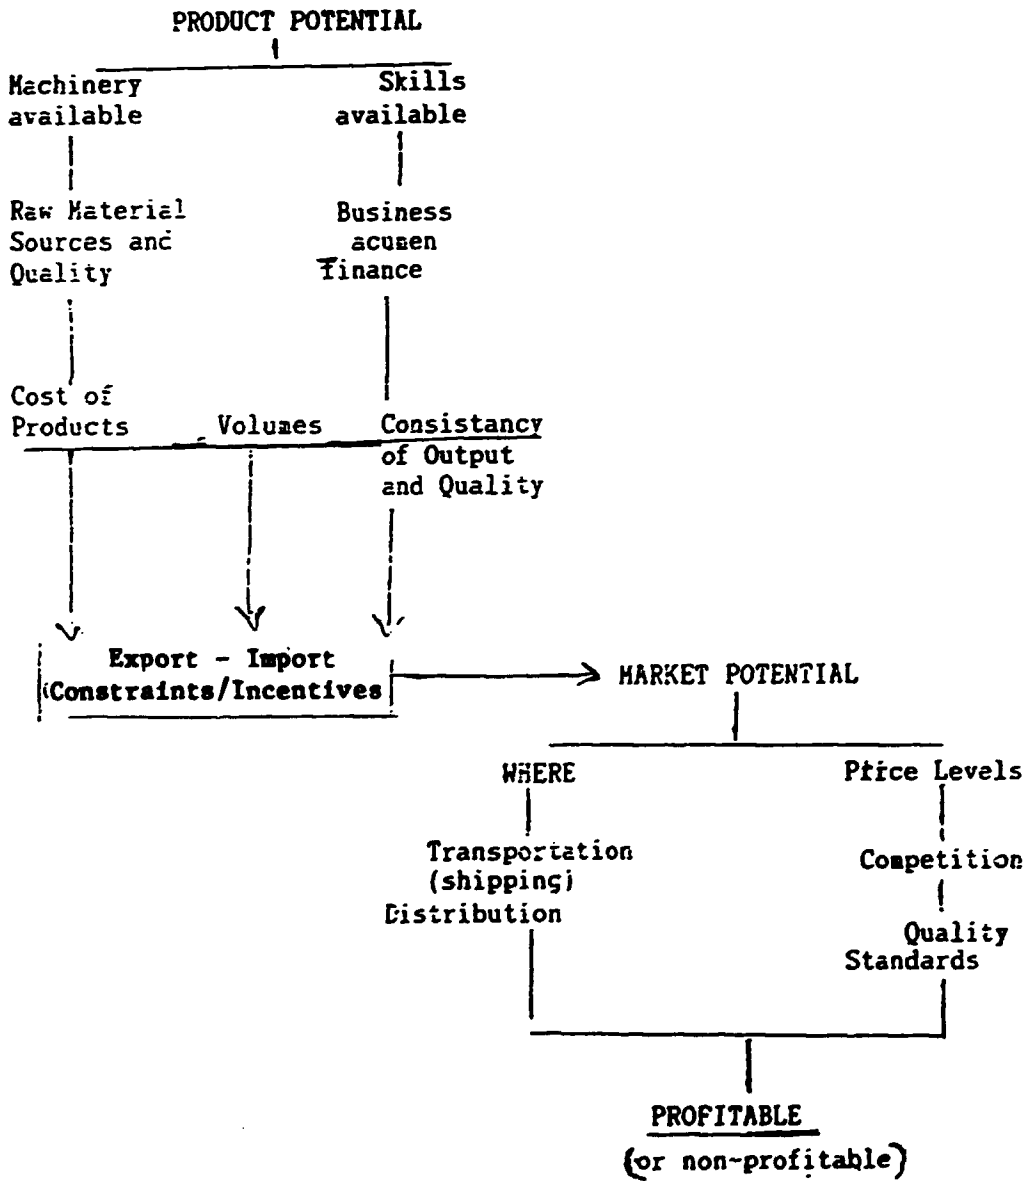 PRODUCT POTENTIAL
Machinery
available
Skills
available
Raw Material
Sources and
Quality
Business
acumen
finance
Cost of
Products
Volumes
Consistancy
of Output
and Quality
Export - Import
Constraints/Incentives
MARKET POTENTIAL
WHERE
Price Levels
Transportation
(shipping)
Distribution
Competition
Quality
Standards
PROFITABLE
(or non-profitable)